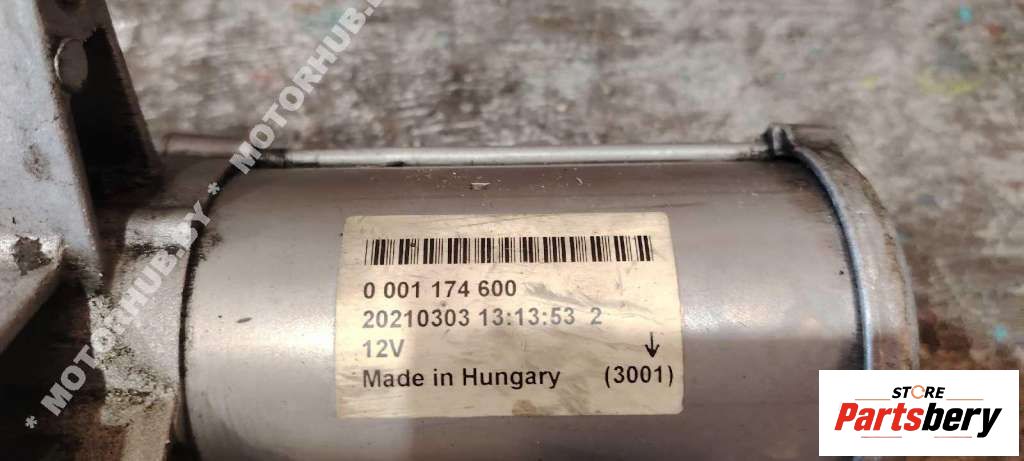 * MOTORHUB.BY * MOTORHUB.BY
0 001 174 600
20210303 13:13:53 2
12V
Made in Hungary (3001)
STORE
Partsbery